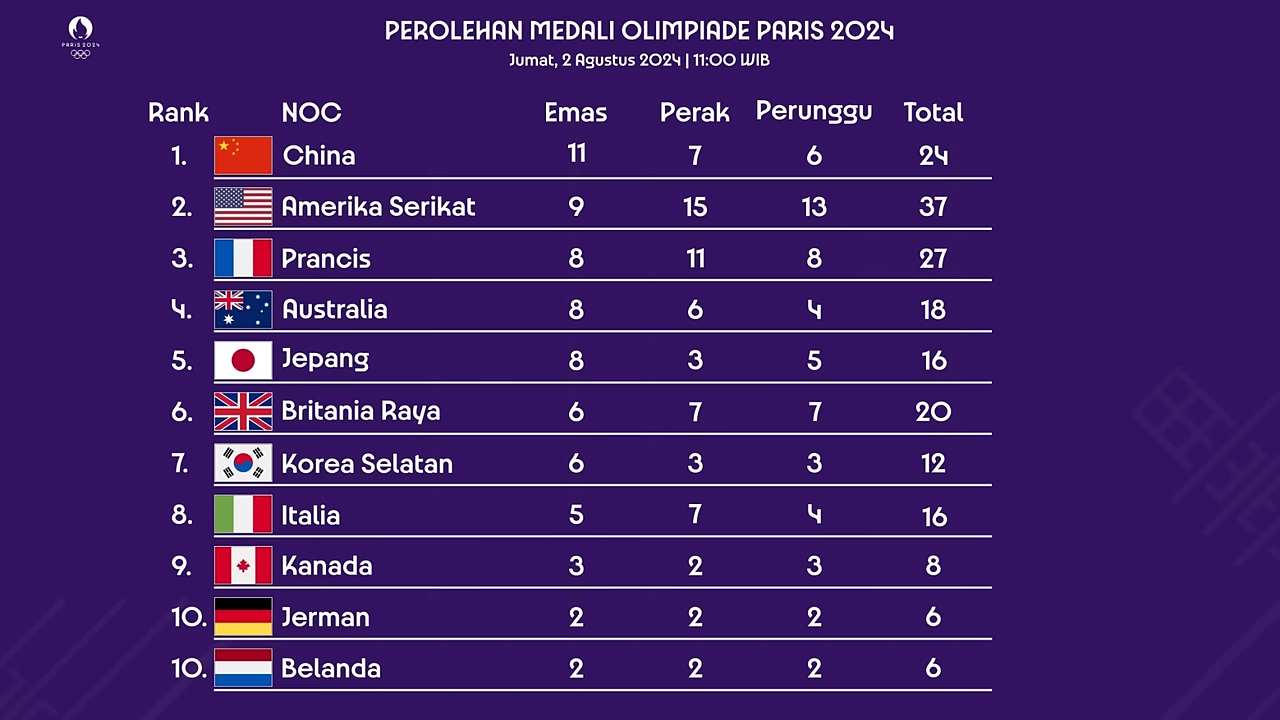 PARIS 2024
PEROLEHAN MEDALI OLIMPIADE PARIS 2024
Jumat, 2 Agustus 2024 | 11:00 WIB
Rank NOC Emas Perak Perunggu Total
1. China 11 7 6 24
2. Amerika Serikat 9 15 13 37
3. Prancis 8 11 8 27
4. Australia 8 6 4 18
5. Jepang 8 3 5 16
6. Britania Raya 6 7 7 20
7. Korea Selatan 6 3 3 12
8. Italia 5 7 4 16
9. Kanada 3 2 3 8
10. Jerman 2 2 2 6
10. Belanda 2 2 2 6